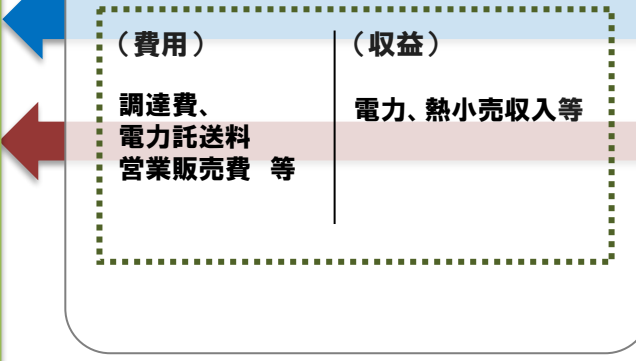 （費用）
調達費、
電力託送料
営業販売費　等
（収益）
電力、熱小売収入等